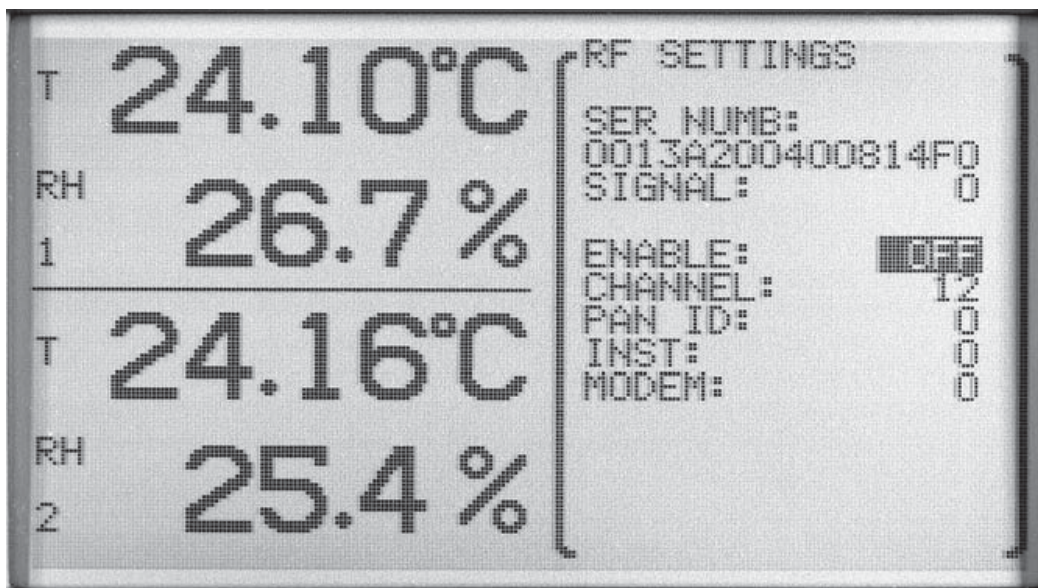 T 24.10°C
RH 26.7 %
1
T 24.16°C
RH 25.4 %
2
RF SETTINGS
SER NUMB:
0013A200400814F0
SIGNAL: 0
ENABLE: OFF
CHANNEL: 12
PAN ID: 0
INST: 0
MODEM: 0